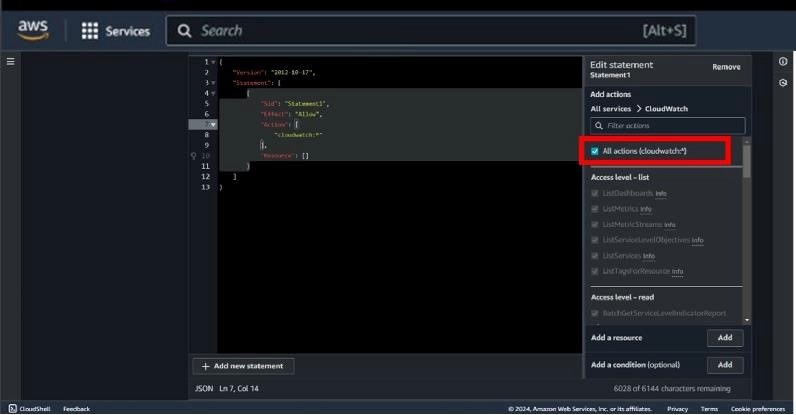 aws
Services
Search
[Alt+S]
1 {
2 "Version": "2012-10-17",
3 "Statement": [
4 {
5 "Sid": "Statement1",
6 "Effect": "Allow",
7 "Action": [
8 "cloudwatch:*"
9 ],
10 "Resource": []
11 }
12 ]
13 }
Edit statement
Remove
Statement1
Add actions
All services > CloudWatch
Filter actions
All actions (cloudwatch:*)
Access level - list
ListDashboards Info
ListMetrics Info
ListMetricStreams Info
ListServiceLevelObjectives Info
ListServices Info
ListTagsForResource Info
Access level - read
BatchGetServiceLevelIndicatorReport
Add a resource
Add
Add a condition (optional)
Add
+ Add new statement
JSON Ln 7, Col 14
6028 of 6144 characters remaining
CloudShell Feedback
© 2024, Amazon Web Services, Inc. or its affiliates. Privacy Terms Cookie preferences